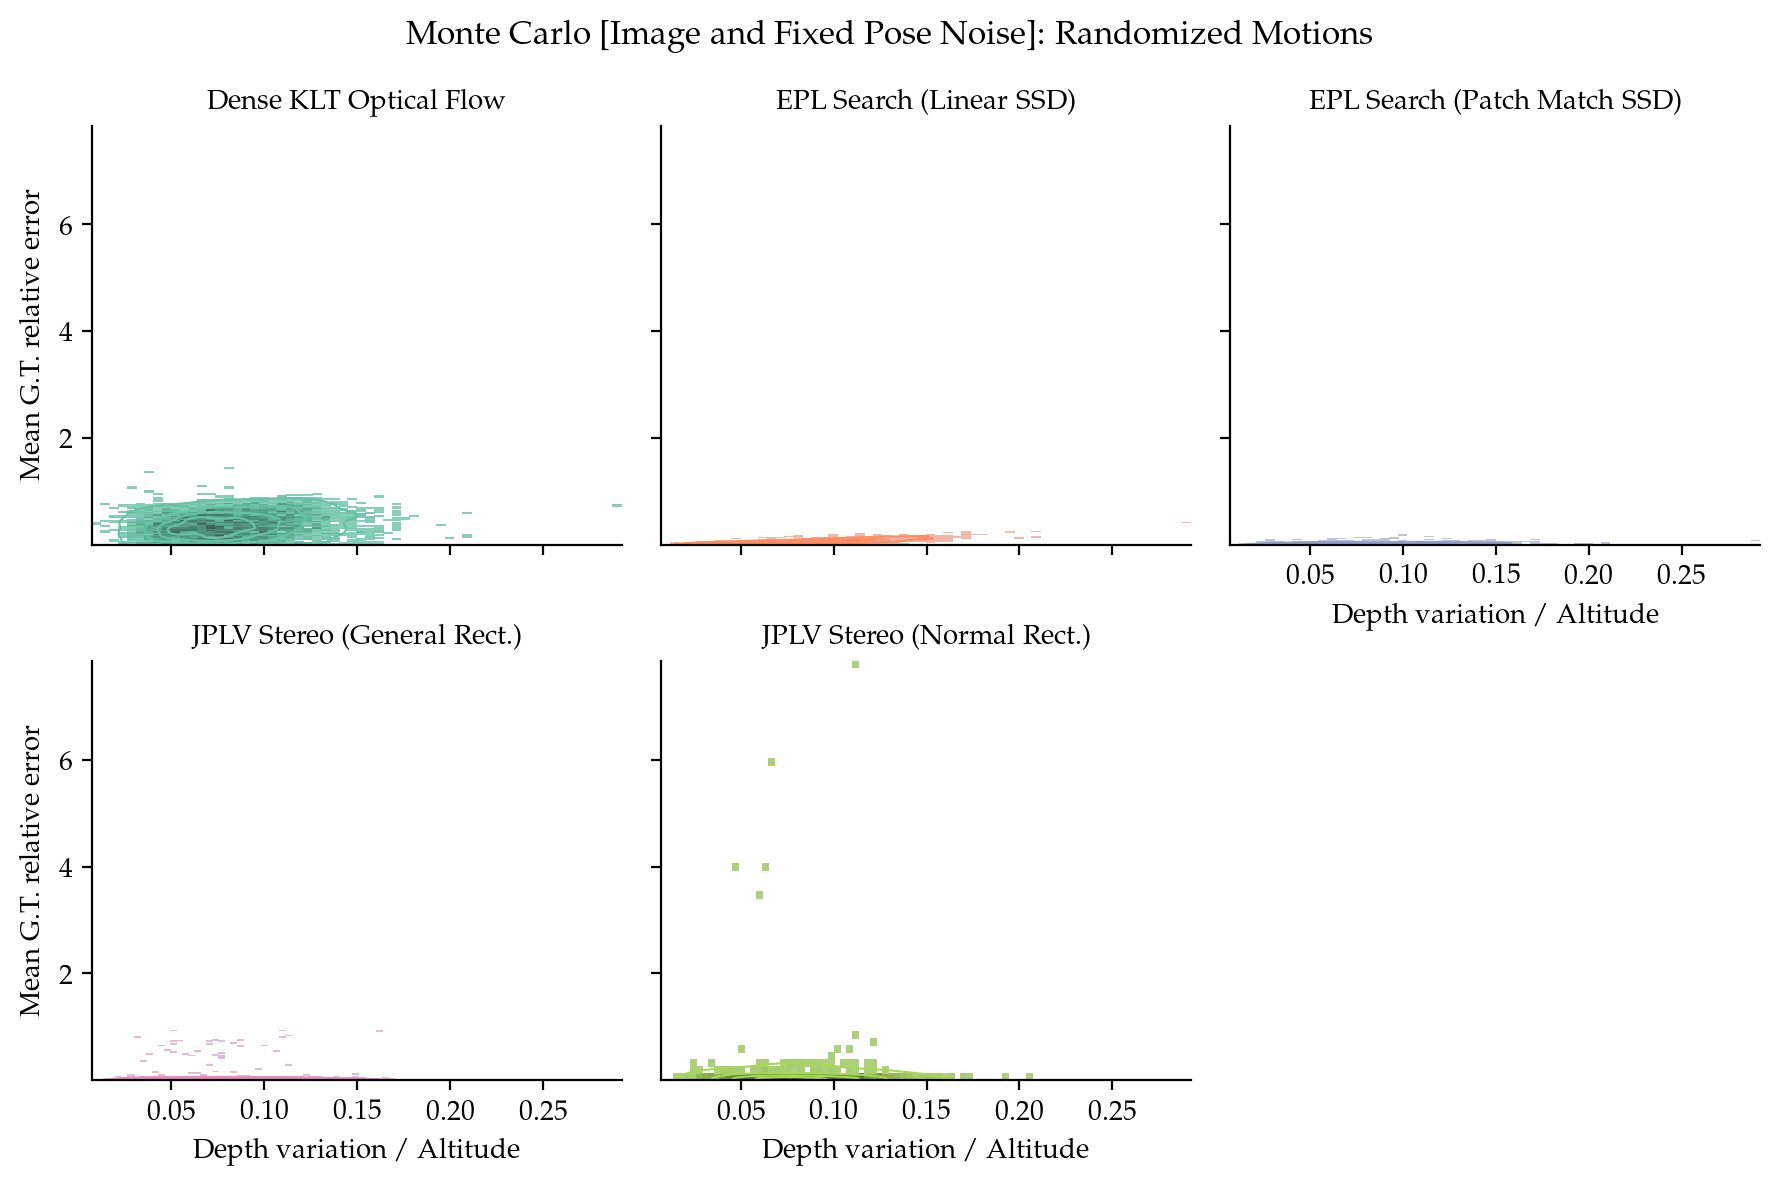 Monte Carlo [Image and Fixed Pose Noise]: Randomized Motions
Dense KLT Optical Flow
EPL Search (Linear SSD)
EPL Search (Patch Match SSD)
Mean G.T. relative error
6
4
2
0.05 0.10 0.15 0.20 0.25
Depth variation / Altitude
JPLV Stereo (General Rect.)
JPLV Stereo (Normal Rect.)
Mean G.T. relative error
6
4
2
0.05 0.10 0.15 0.20 0.25
0.05 0.10 0.15 0.20 0.25
Depth variation / Altitude
Depth variation / Altitude